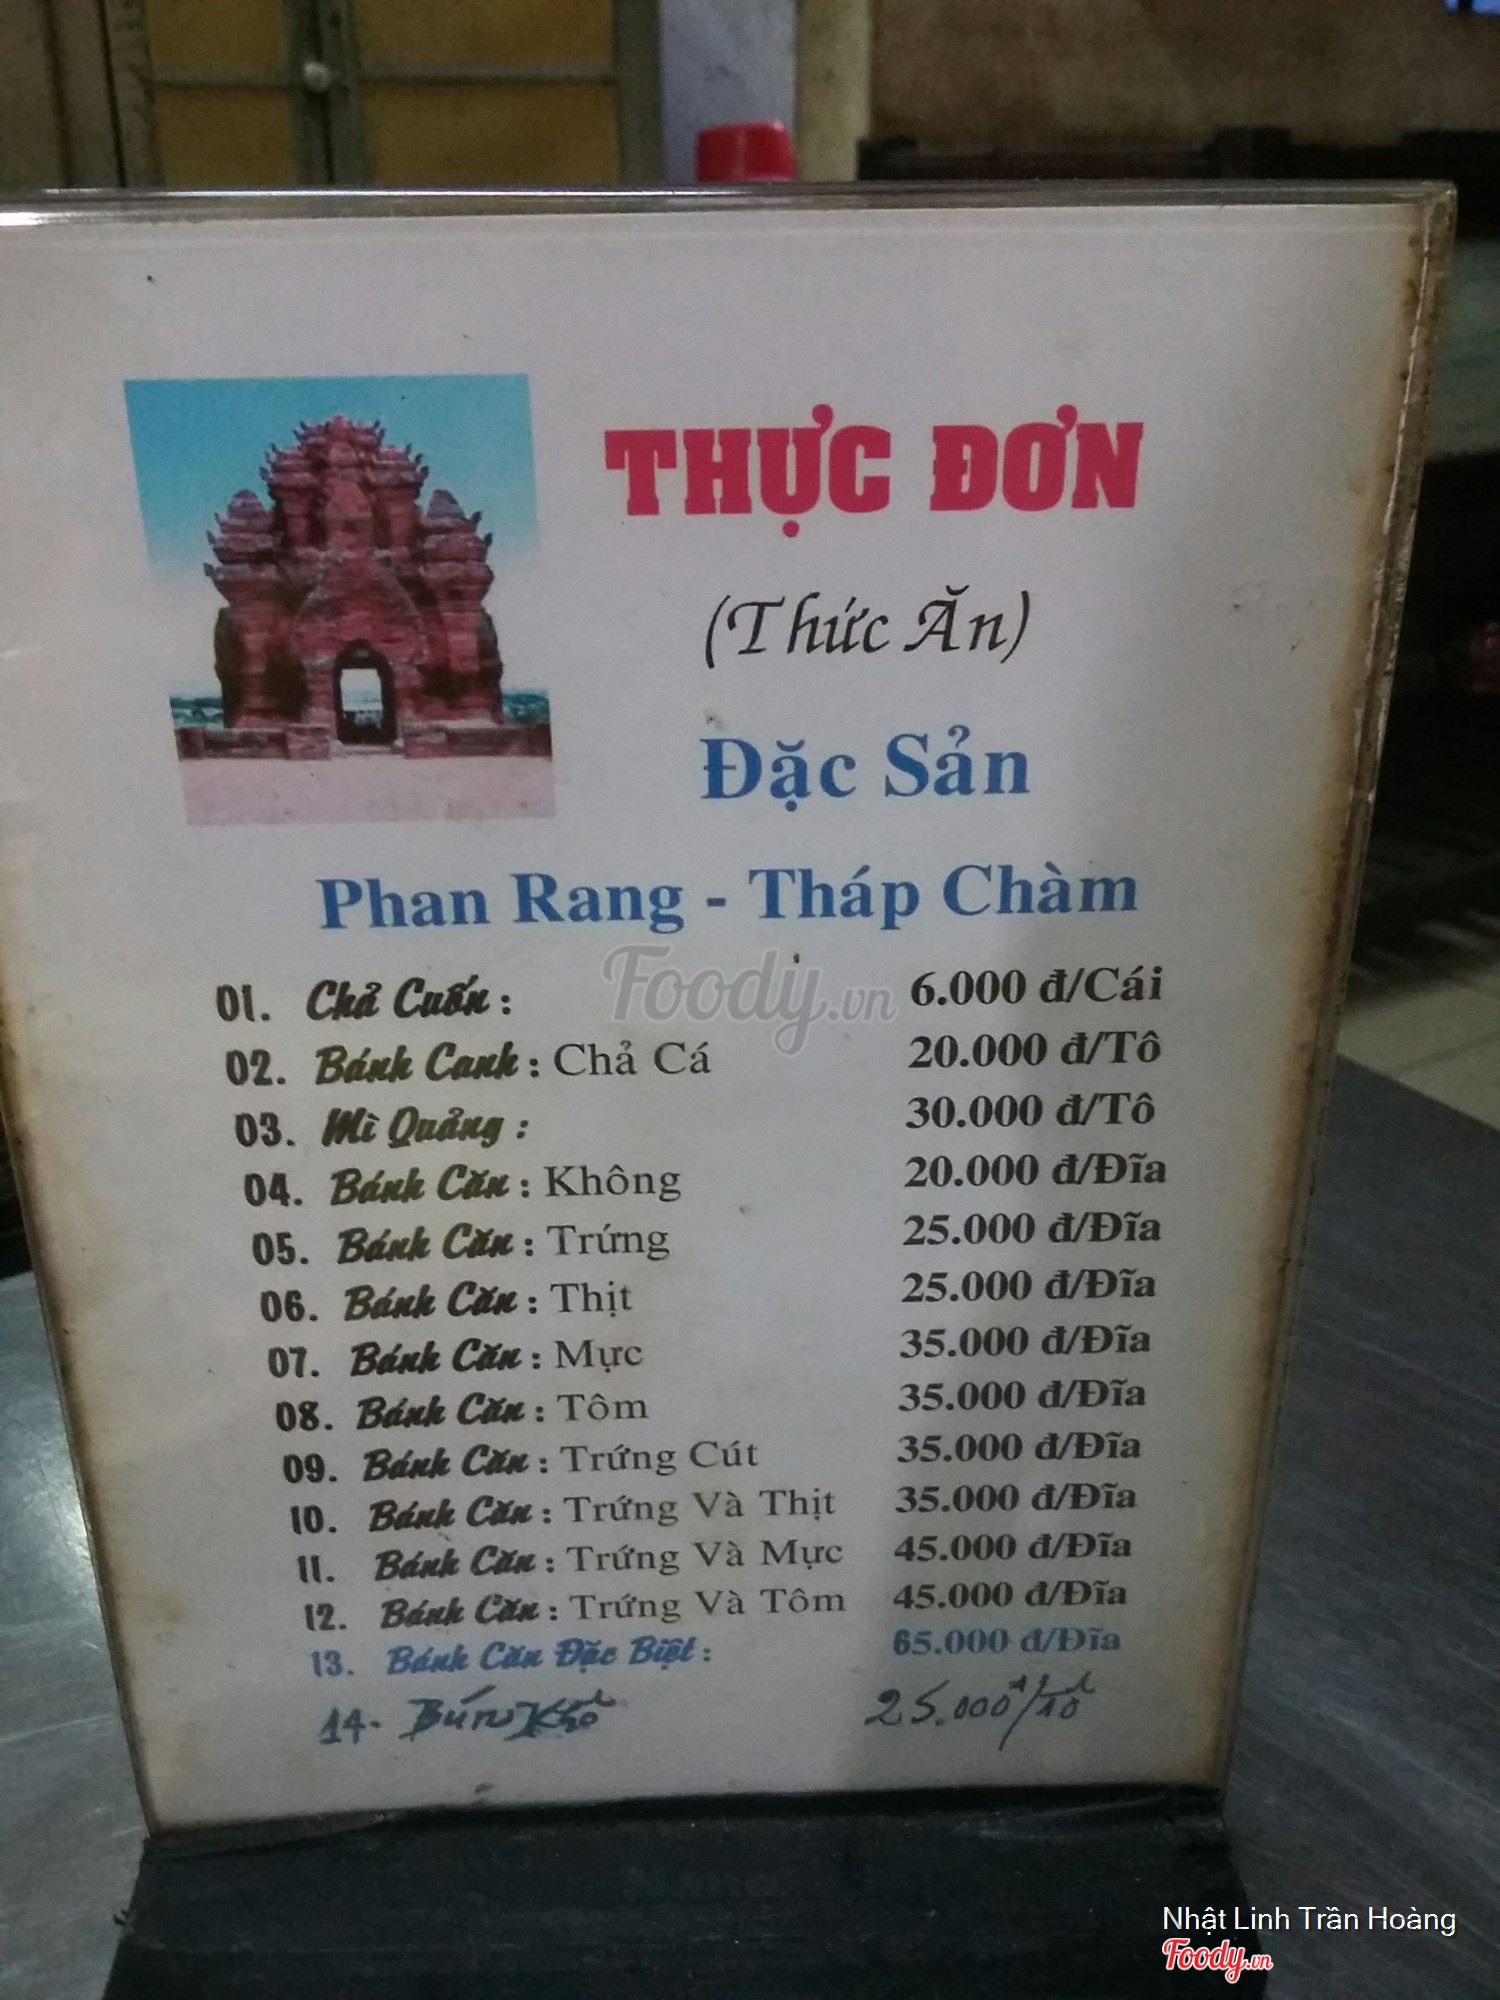 THỰC ĐƠN
(Thức Ăn)
Đặc Sản
Phan Rang - Tháp Chàm
Foody.vn
01. Chả Cuốn : 6.000 đ/Cái
02. Bánh Canh : Chả Cá 20.000 đ/Tô
03. Mì Quảng : 30.000 đ/Tô
04. Bánh Căn : Không 20.000 đ/Đĩa
05. Bánh Căn : Trứng 25.000 đ/Đĩa
06. Bánh Căn : Thịt 25.000 đ/Đĩa
07. Bánh Căn : Mực 35.000 đ/Đĩa
08. Bánh Căn : Tôm 35.000 đ/Đĩa
09. Bánh Căn : Trứng Cút 35.000 đ/Đĩa
10. Bánh Căn : Trứng Và Thịt 35.000 đ/Đĩa
11. Bánh Căn : Trứng Và Mực 45.000 đ/Đĩa
12. Bánh Căn : Trứng Và Tôm 45.000 đ/Đĩa
13. Bánh Căn Đặc Biệt : 65.000 đ/Đĩa
14- Bún Khô 25.000đ/Tô
Nhật Linh Trần Hoàng
Foody.vn